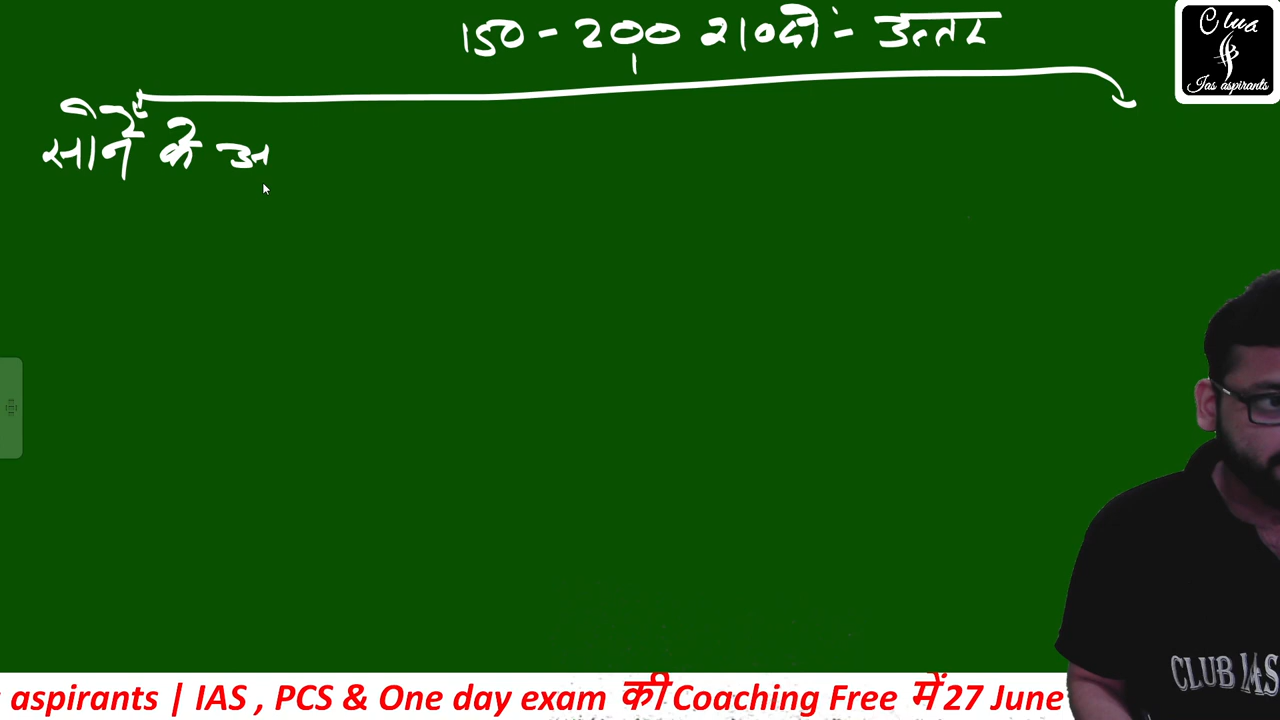 150 - 200 शब्दों :- उत्तर
Club
Ias aspirants
के अ
CLUB IAS
aspirants | IAS , PCS & One day exam की Coaching Free में 27 June